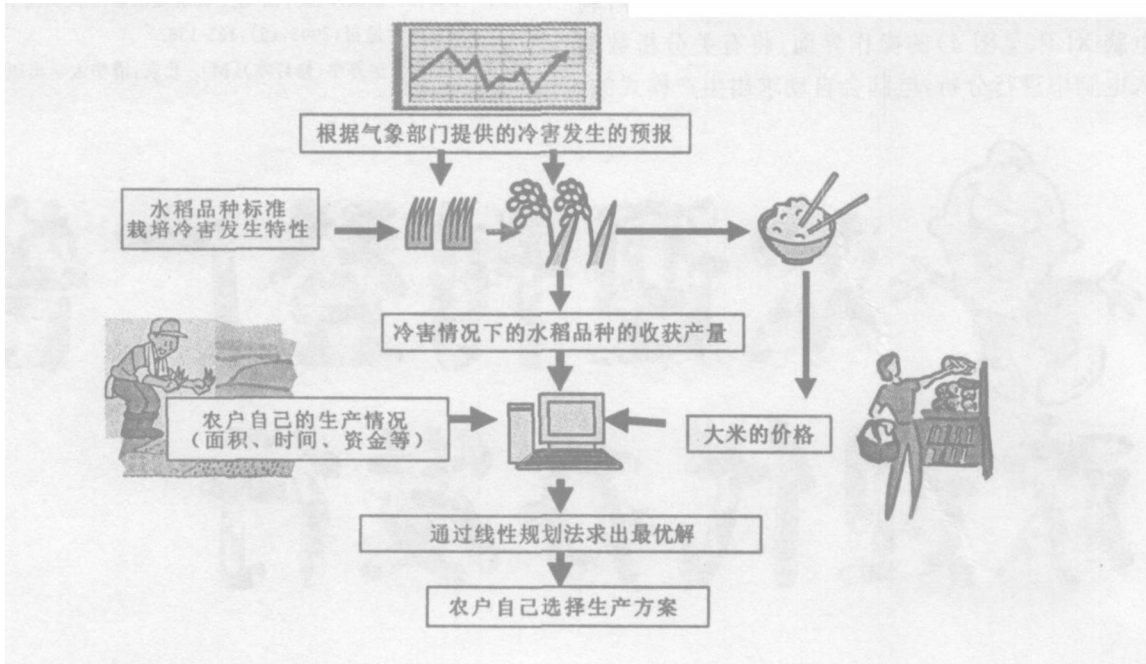 根据气象部门提供的冷害发生的预报
水稻品种标准
栽培冷害发生特性
冷害情况下的水稻品种的收获产量
农户自己的生产情况
（面积、时间、资金等）
大米的价格
通过线性规划法求出最优解
农户自己选择生产方案